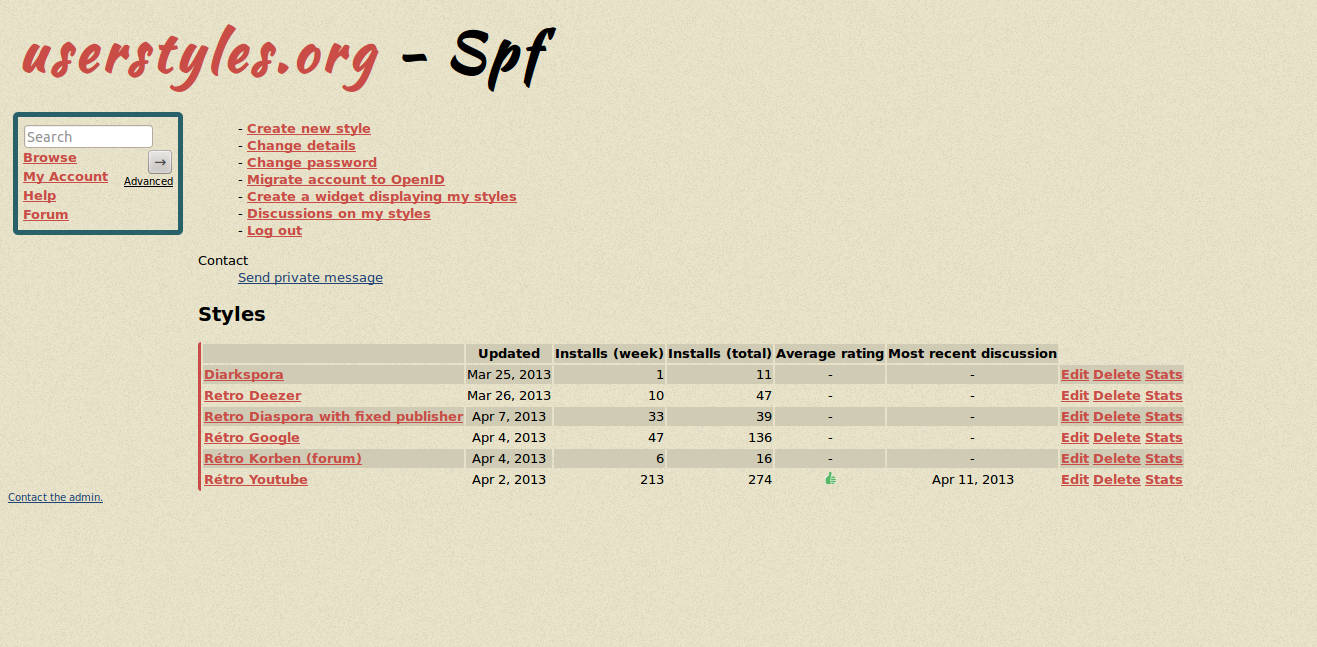 userstyles.org - Spf
Search
→
Browse
My Account
Advanced
Help
Forum
- Create new style
- Change details
- Change password
- Migrate account to OpenID
- Create a widget displaying my styles
- Discussions on my styles
- Log out
Contact
Send private message
Styles
Updated Installs (week) Installs (total) Average rating Most recent discussion
Diarkspora Mar 25, 2013 1 11 - - Edit Delete Stats
Retro Deezer Mar 26, 2013 10 47 - - Edit Delete Stats
Retro Diaspora with fixed publisher Apr 7, 2013 33 39 - - Edit Delete Stats
Rétro Google Apr 4, 2013 47 136 - - Edit Delete Stats
Rétro Korben (forum) Apr 4, 2013 6 16 - - Edit Delete Stats
Rétro Youtube Apr 2, 2013 213 274 Apr 11, 2013 Edit Delete Stats
Contact the admin.